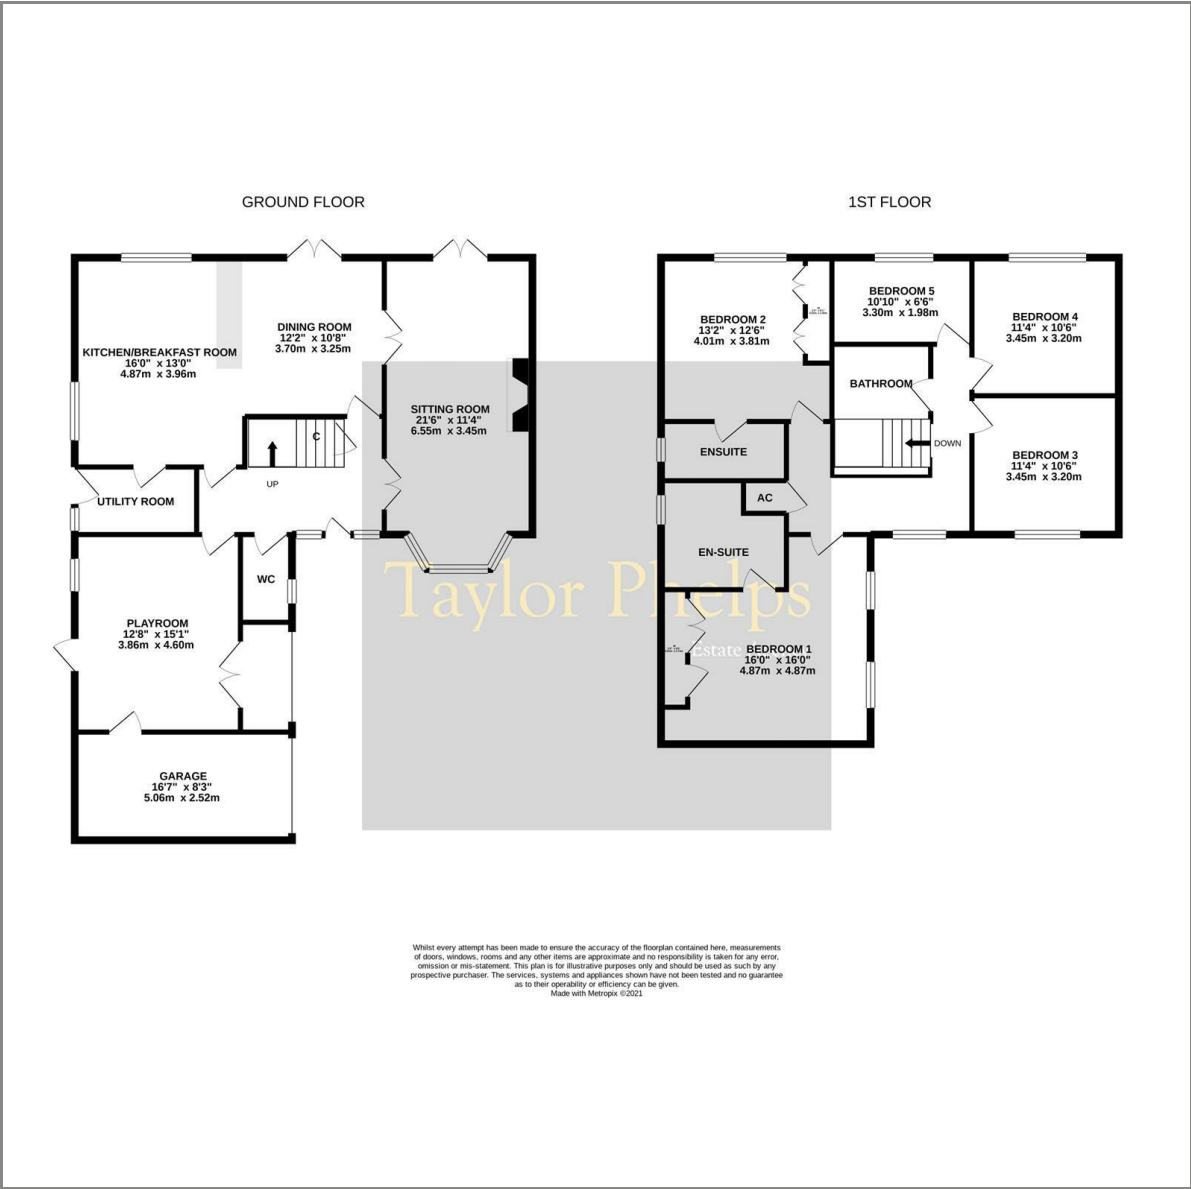 GROUND FLOOR
1ST FLOOR
KITCHEN/BREAKFAST ROOM
16'0" x 13'0"
4.87m x 3.96m
DINING ROOM
12'2" x 10'8"
3.70m x 3.25m
SITTING ROOM
21'6" x 11'4"
6.55m x 3.45m
C
UP
UTILITY ROOM
WC
PLAYROOM
12'8" x 15'1"
3.86m x 4.60m
GARAGE
16'7" x 8'3"
5.06m x 2.52m
BEDROOM 2
13'2" x 12'6"
4.01m x 3.81m
BEDROOM 5
10'10" x 6'6"
3.30m x 1.98m
BEDROOM 4
11'4" x 10'6"
3.45m x 3.20m
BATHROOM
DOWN
ENSUITE
AC
BEDROOM 3
11'4" x 10'6"
3.45m x 3.20m
EN-SUITE
BEDROOM 1
16'0" x 16'0"
4.87m x 4.87m
Taylor Phelps
Estate
Whilst every attempt has been made to ensure the accuracy of the floorplan contained here, measurements
of doors, windows, rooms and any other items are approximate and no responsibility is taken for any error,
omission or mis-statement. This plan is for illustrative purposes only and should be used as such by any
prospective purchaser. The services, systems and appliances shown have not been tested and no guarantee
as to their operability or efficiency can be given.
Made with Metropix ©2021